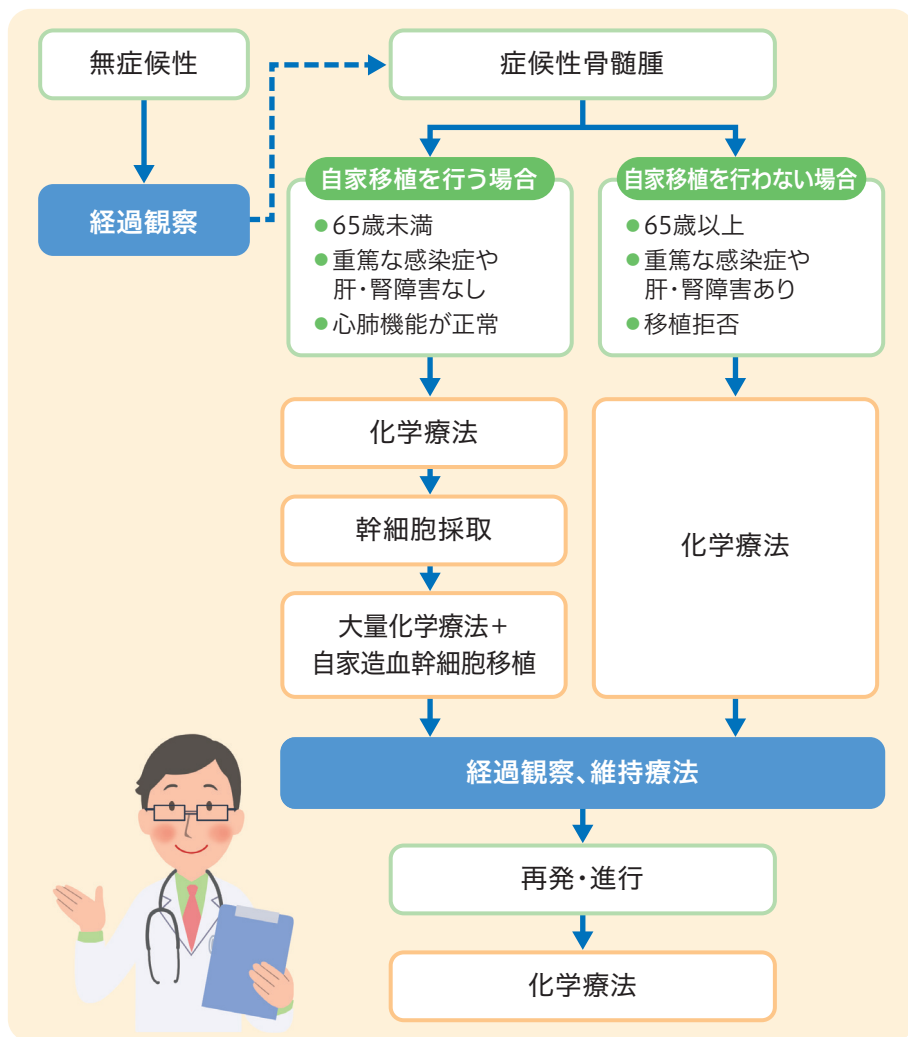 無症候性
症候性骨髄腫
経過観察
自家移植を行う場合
●65歳未満
●重篤な感染症や
肝・腎障害なし
●心肺機能が正常
自家移植を行わない場合
●65歳以上
●重篤な感染症や
肝・腎障害あり
●移植拒否
化学療法
幹細胞採取
大量化学療法+
自家造血幹細胞移植
化学療法
経過観察、維持療法
再発・進行
化学療法